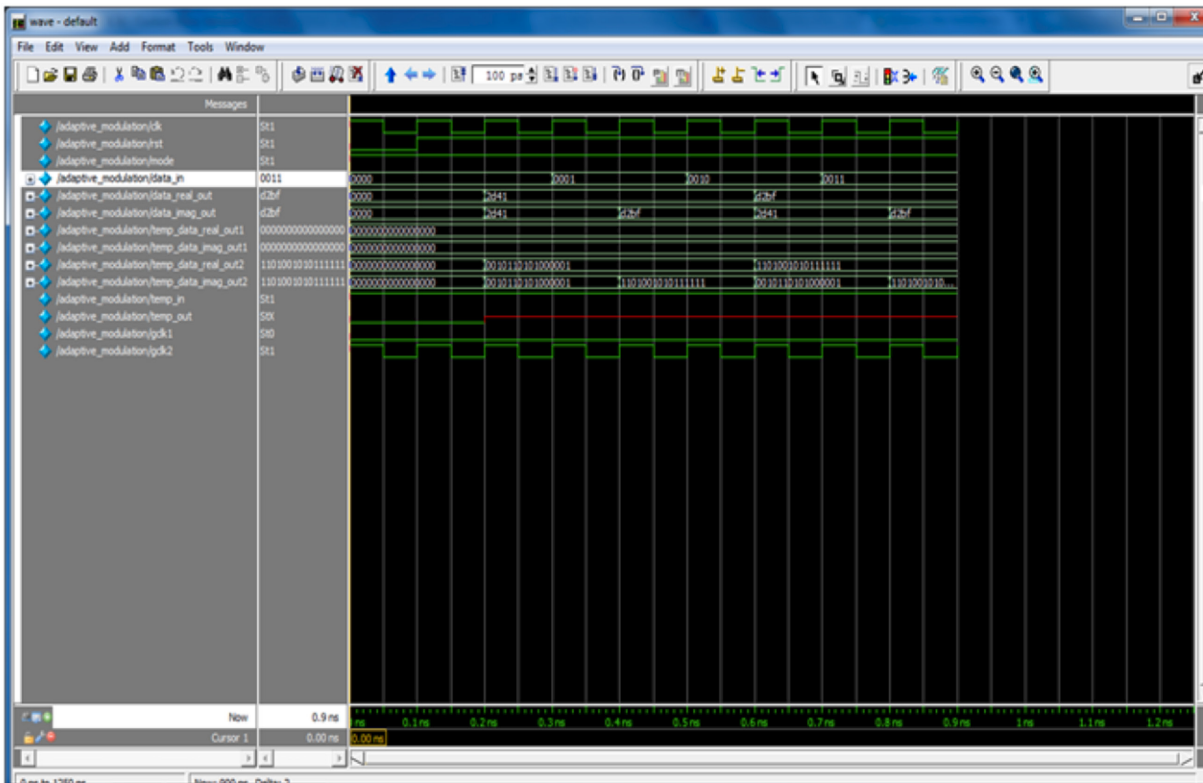 wave - default
File Edit View Add Format Tools Window
100 ps
Messages
/adaptive_modulation/clk St1
/adaptive_modulation/rst St1
/adaptive_modulation/mode St1
/adaptive_modulation/data_in 0011 0000 0001 0010 0011
/adaptive_modulation/data_real_out d2bf 0000 2d41 d2bf
/adaptive_modulation/data_imag_out d2bf 0000 2d41 d2bf 2d41 d2bf
/adaptive_modulation/temp_data_real_out1 0000000000000000 0000000000000000
/adaptive_modulation/temp_data_imag_out1 0000000000000000 0000000000000000
/adaptive_modulation/temp_data_real_out2 1101001010111111 0000000000000000 0010110101000001 1101001010111111
/adaptive_modulation/temp_data_imag_out2 1101001010111111 0000000000000000 0010110101000001 1101001010111111 0010110101000001 1101001010...
/adaptive_modulation/temp_in St1
/adaptive_modulation/temp_out StX
/adaptive_modulation/gclk1 St0
/adaptive_modulation/gclk2 St1
Now 0.9 ns ns 0.1 ns 0.2 ns 0.3 ns 0.4 ns 0.5 ns 0.6 ns 0.7 ns 0.8 ns 0.9 ns 1 ns 1.1 ns 1.2 ns
Cursor 1 0.00 ns 0.00 ns